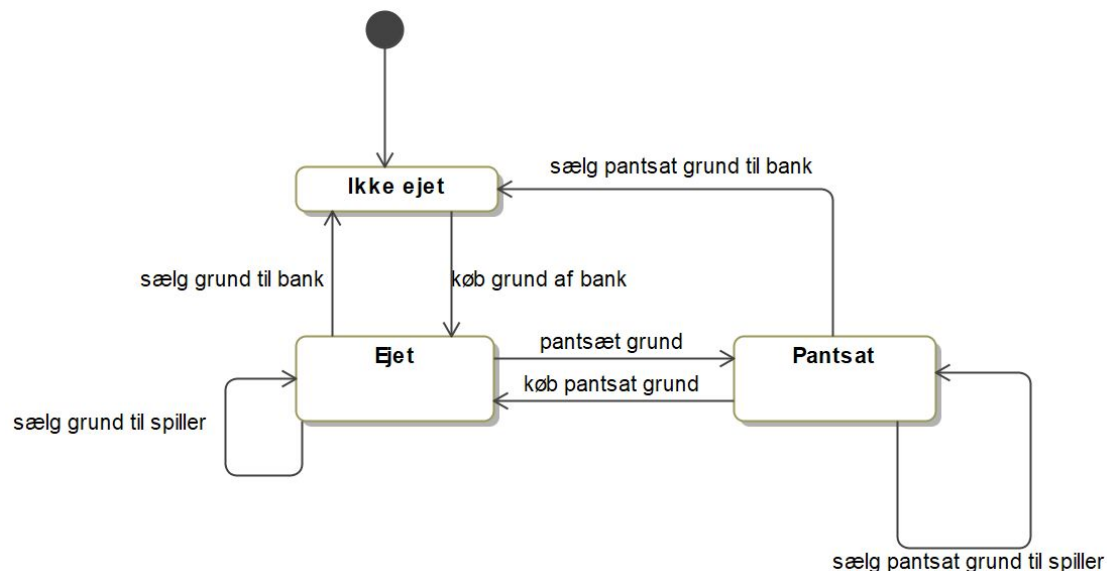 sælg pantsat grund til bank
Ikke ejet
sælg grund til bank
køb grund af bank
Ejet
pantsæt grund
Pantsat
køb pantsat grund
sælg grund til spiller
sælg pantsat grund til spiller